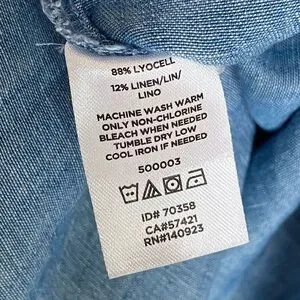 88% LYOCELL
12% LINEN/LIN/
LINO
MACHINE WASH WARM
ONLY NON-CHLORINE
BLEACH WHEN NEEDED
TUMBLE DRY LOW
COOL IRON IF NEEDED
500003
ID# 70358
CA#57421
RN#140923